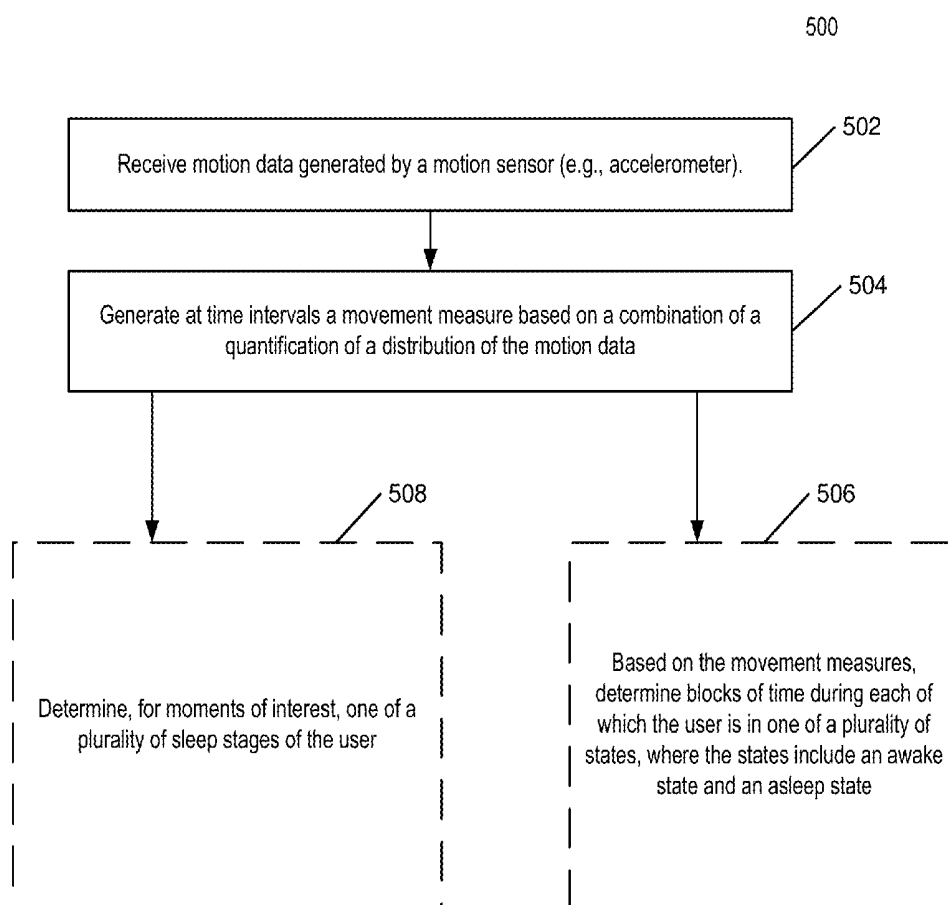 500
502
Receive motion data generated by a motion sensor (e.g., accelerometer).
504
Generate at time intervals a movement measure based on a combination of a
quantification of a distribution of the motion data
508
506
Determine, for moments of interest, one of a
plurality of sleep stages of the user
Based on the movement measures,
determine blocks of time during each of
which the user is in one of a plurality of
states, where the states include an awake
state and an asleep state